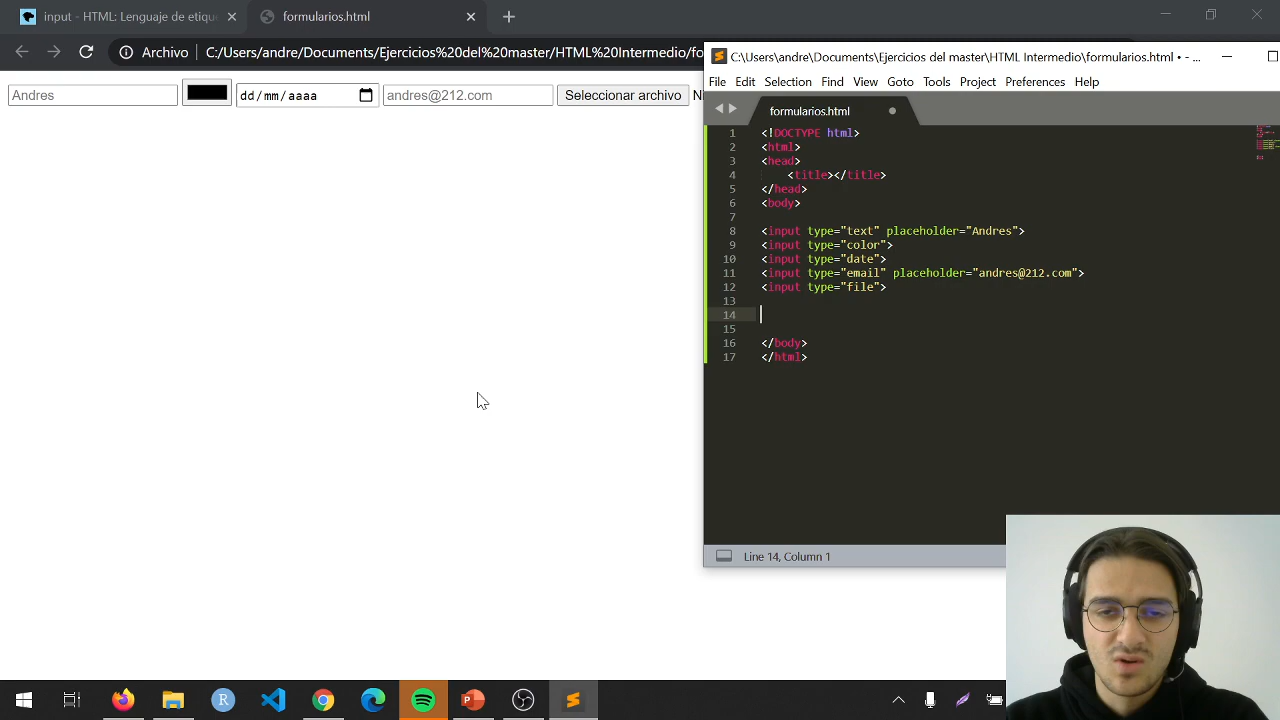 input - HTML: Lenguaje de etique
formularios.html
Archivo
C:/Users/andre/Documents/Ejercicios%20del%20master/HTML%20Intermedio/fo
Andres
dd/mm/aaaa
andres@212.com
Seleccionar archivo
C:\Users\andre\Documents\Ejercicios del master\HTML Intermedio\formularios.html • - ...
File Edit Selection Find View Goto Tools Project Preferences Help
formularios.html
1 <!DOCTYPE html>
2 <html>
3 <head>
4 <title></title>
5 </head>
6 <body>
7
8 <input type="text" placeholder="Andres">
9 <input type="color">
10 <input type="date">
11 <input type="email" placeholder="andres@212.com">
12 <input type="file">
13
14
15
16 </body>
17 </html>
Line 14, Column 1